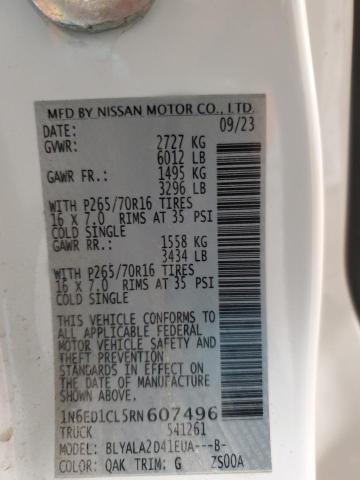 MFD BY NISSAN MOTOR CO., LTD.
DATE: 09/23
GVWR: 2727 KG
6012 LB
GAWR FR: 1495 KG
3296 LB
WITH P265/70R16 TIRES
16 X 7.0 RIMS AT 35 PSI
COLD SINGLE
GAWR RR: 1558 KG
3434 LB
WITH P265/70R16 TIRES
16 X 7.0 RIMS AT 35 PSI
COLD SINGLE
THIS VEHICLE CONFORMS TO
ALL APPLICABLE FEDERAL
MOTOR VEHICLE SAFETY
STANDARDS IN EFFECT ON
THE DATE OF MANUFACTURE
SHOWN ABOVE.
1N6ED1CL5RN607496
TRUCK 541261
MODEL: BLYALA2D41EUA---B-
COLOR: QAK TRIM: G ZS00A